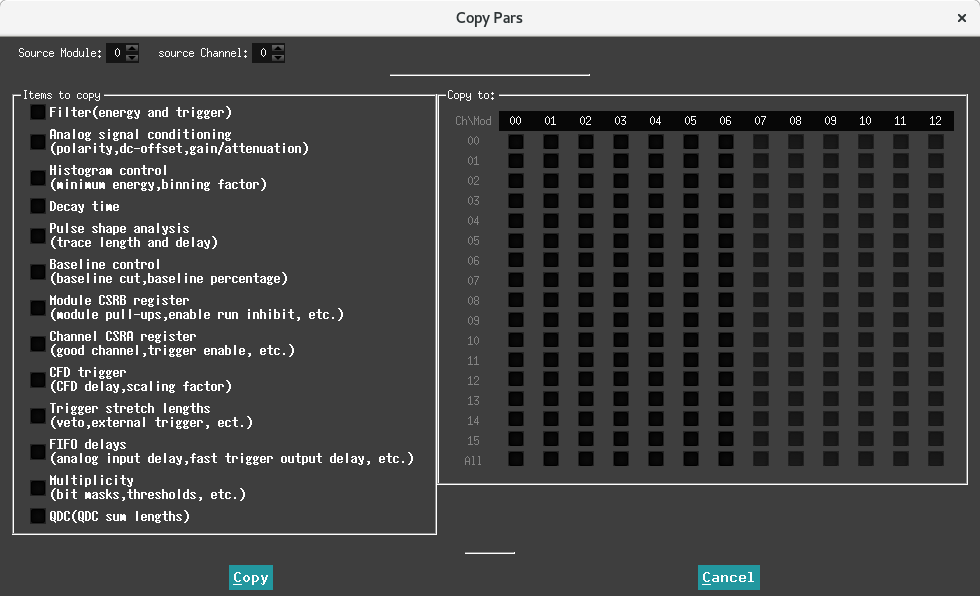 Copy Pars
Source Module: 0 source Channel: 0
Items to copy
Filter(energy and trigger)
Analog signal conditioning
(polarity,dc-offset,gain/attenuation)
Histogram control
(minimum energy,binning factor)
Decay time
Pulse shape analysis
(trace length and delay)
Baseline control
(baseline cut,baseline percentage)
Module CSRB register
(module pull-ups,enable run inhibit, etc.)
Channel CSRA register
(good channel,trigger enable, etc.)
CFD trigger
(CFD delay,scaling factor)
Trigger stretch lengths
(veto,external trigger, ect.)
FIFO delays
(analog input delay,fast trigger output delay, etc.)
Multiplicity
(bit masks,thresholds, etc.)
QDC(QDC sum lengths)
Copy to:
Ch\Mod 00 01 02 03 04 05 06 07 08 09 10 11 12
00
01
02
03
04
05
06
07
08
09
10
11
12
13
14
15
All
Copy
Cancel